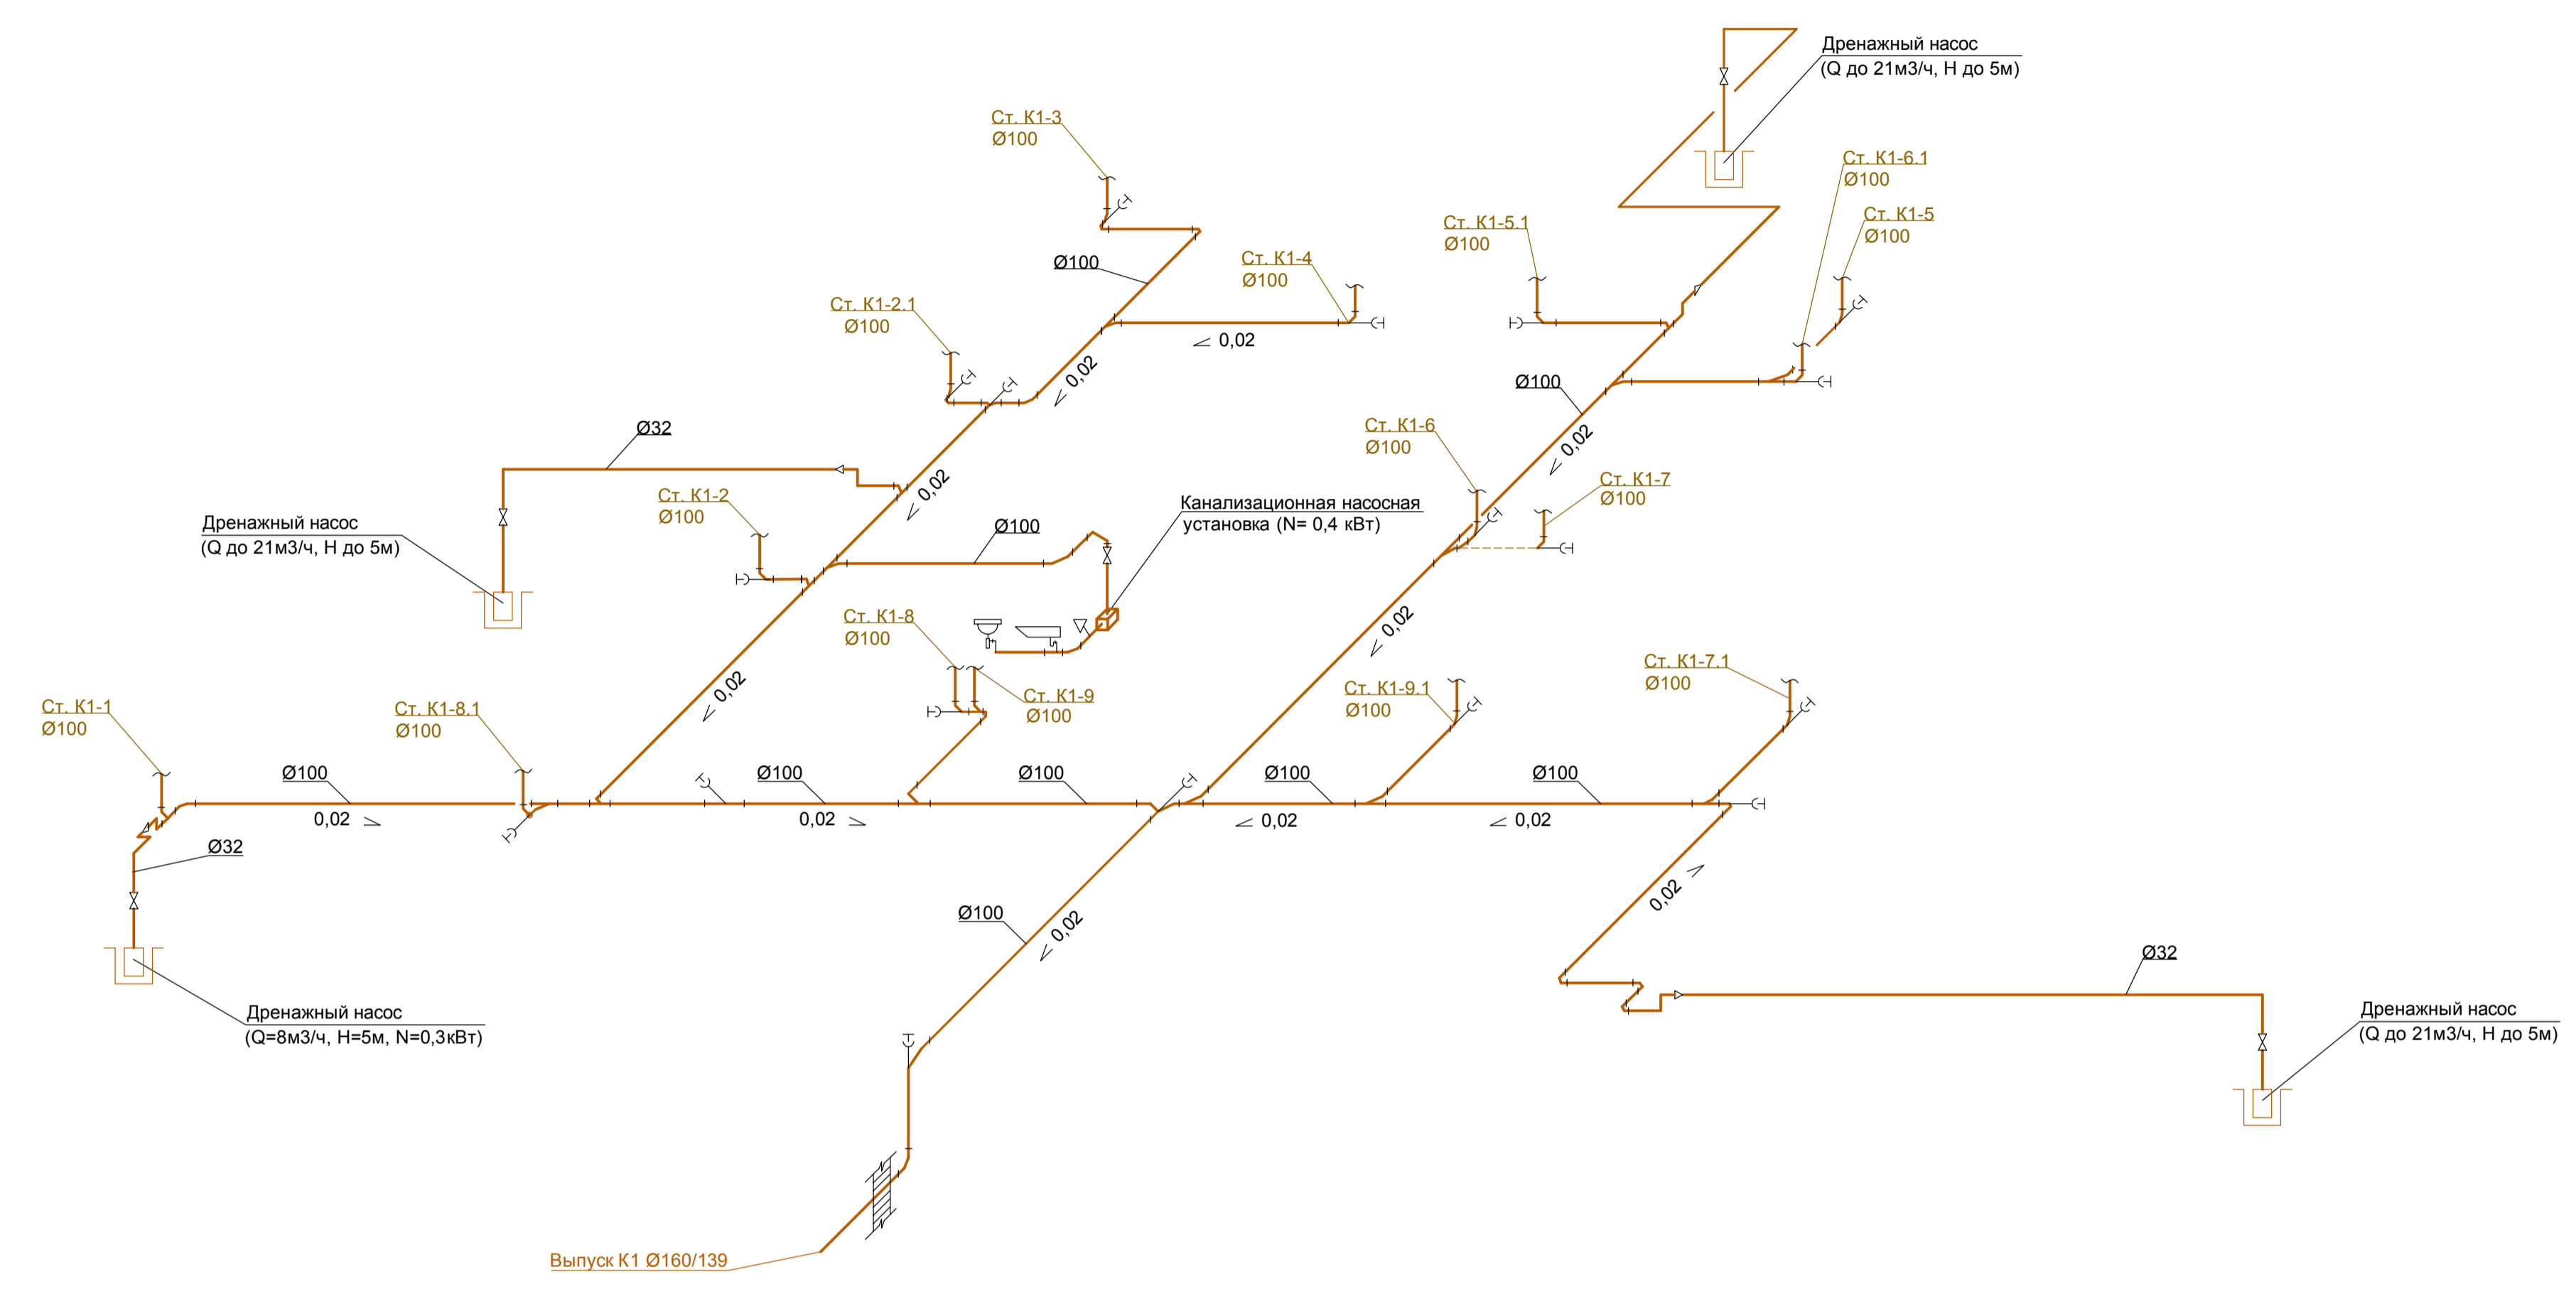 Дренажный насос
(Q до 21м3/ч, Н до 5м)
Ст. К1-3
Ø100
Ст. К1-6.1
Ø100
Ст. К1-5
Ø100
Ст. К1-5.1
Ø100
Ø100
Ст. К1-4
Ø100
Ст. К1-2.1
Ø100
0,02
0,02
Ø100
Ø32
Ст. К1-6
Ø100
0,02
Ст. К1-7
Ø100
0,02
Ст. К1-2
Ø100
Канализационная насосная
установка (N= 0,4 кВт)
Дренажный насос
(Q до 21м3/ч, Н до 5м)
Ø100
Ст. К1-8
Ø100
0,02
Ст. К1-7.1
Ø100
0,02
Ст. К1-9
Ø100
Ст. К1-9.1
Ø100
Ст. К1-1
Ø100
Ст. К1-8.1
Ø100
Ø100
Ø100
Ø100
Ø100
Ø100
0,02
0,02
0,02
0,02
Ø32
0,02
Ø100
0,02
Ø32
Дренажный насос
(Q=8м3/ч, Н=5м, N=0,3кВт)
Дренажный насос
(Q до 21м3/ч, Н до 5м)
Выпуск К1 Ø160/139